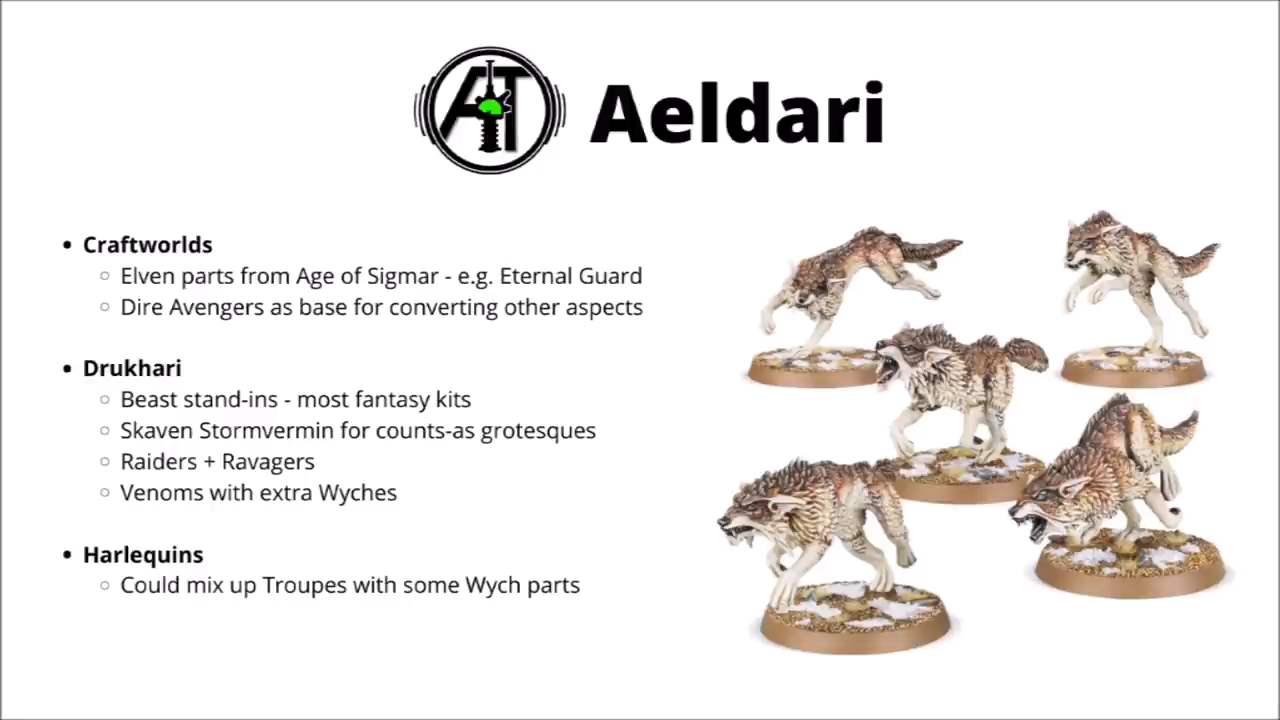 AT
Aeldari
• Craftworlds
○ Elven parts from Age of Sigmar - e.g. Eternal Guard
○ Dire Avengers as base for converting other aspects
• Drukhari
○ Beast stand-ins - most fantasy kits
○ Skaven Stormvermin for counts-as grotesques
○ Raiders + Ravagers
○ Venoms with extra Wyches
• Harlequins
○ Could mix up Troupes with some Wych parts